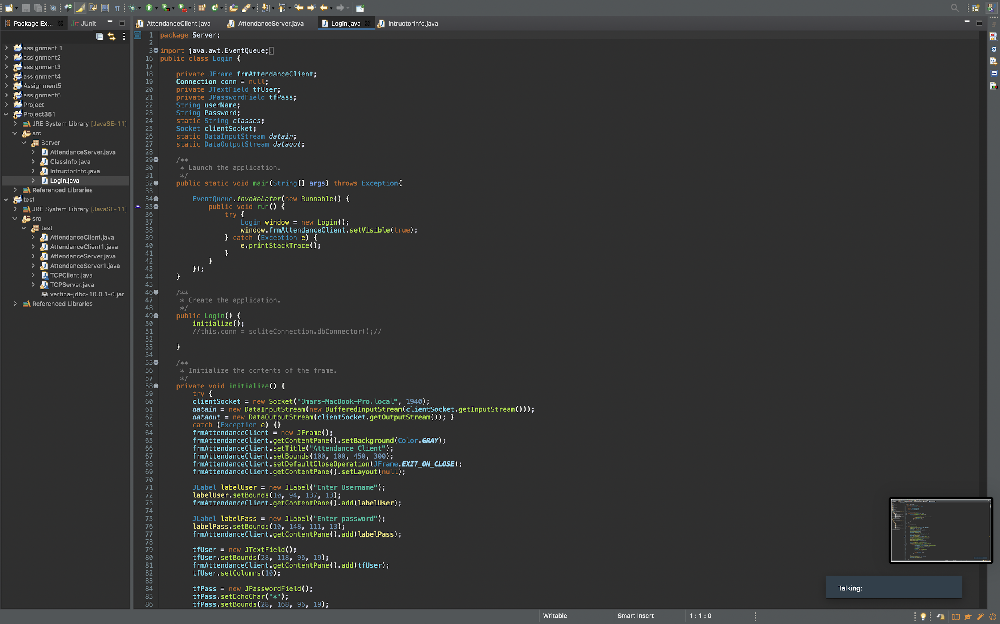 Package Ex...
JUnit
AttendanceClient.java
AttendanceServer.java
Login.java
IntructorInfo.java
assignment 1
assignment2
assignment3
assignment4
Assignment5
assignment6
Project
Project351
JRE System Library [JavaSE-11]
src
Server
AttendanceServer.java
ClassInfo.java
IntructorInfo.java
Login.java
Referenced Libraries
test
JRE System Library [JavaSE-11]
src
test
AttendanceClient.java
AttendanceClient1.java
AttendanceServer.java
AttendanceServer1.java
TCPClient.java
TCPServer.java
vertica-jdbc-10.0.1-0.jar
Referenced Libraries
1 package Server;
2
3 import java.awt.EventQueue;
16 public class Login {
17
18     private JFrame frmAttendanceClient;
19     Connection conn = null;
20     private JTextField tfUser;
21     private JPasswordField tfPass;
22     String userName;
23     String Password;
24     static String classes;
25     Socket clientSocket;
26     static DataInputStream datain;
27     static DataOutputStream dataout;
28
29     /**
30      * Launch the application.
31      */
32     public static void main(String[] args) throws Exception{
33
34         EventQueue.invokeLater(new Runnable() {
35             public void run() {
36                 try {
37                     Login window = new Login();
38                     window.frmAttendanceClient.setVisible(true);
39                 } catch (Exception e) {
40                     e.printStackTrace();
41                 }
42             }
43         });
44     }
45
46     /**
47      * Create the application.
48      */
49     public Login() {
50         initialize();
51         //this.conn = sqliteConnection.dbConnector();//
52
53     }
54
55     /**
56      * Initialize the contents of the frame.
57      */
58     private void initialize() {
59         try {
60         clientSocket = new Socket("Omars-MacBook-Pro.local", 1940);
61         datain = new DataInputStream(new BufferedInputStream(clientSocket.getInputStream()));
62         dataout = new DataOutputStream(clientSocket.getOutputStream()); }
63         catch (Exception e) {}
64         frmAttendanceClient = new JFrame();
65         frmAttendanceClient.getContentPane().setBackground(Color.GRAY);
66         frmAttendanceClient.setTitle("Attendance Client");
67         frmAttendanceClient.setBounds(100, 100, 450, 300);
68         frmAttendanceClient.setDefaultCloseOperation(JFrame.EXIT_ON_CLOSE);
69         frmAttendanceClient.getContentPane().setLayout(null);
70
71         JLabel labelUser = new JLabel("Enter Username");
72         labelUser.setBounds(10, 94, 137, 13);
73         frmAttendanceClient.getContentPane().add(labelUser);
74
75         JLabel labelPass = new JLabel("Enter password");
76         labelPass.setBounds(10, 148, 111, 13);
77         frmAttendanceClient.getContentPane().add(labelPass);
78
79         tfUser = new JTextField();
80         tfUser.setBounds(28, 118, 96, 19);
81         frmAttendanceClient.getContentPane().add(tfUser);
82         tfUser.setColumns(10);
83
84         tfPass = new JPasswordField();
85         tfPass.setEchoChar('*');
86         tfPass.setBounds(28, 168, 96, 19);
Talking:
Writable
Smart Insert
1 : 1 : 0